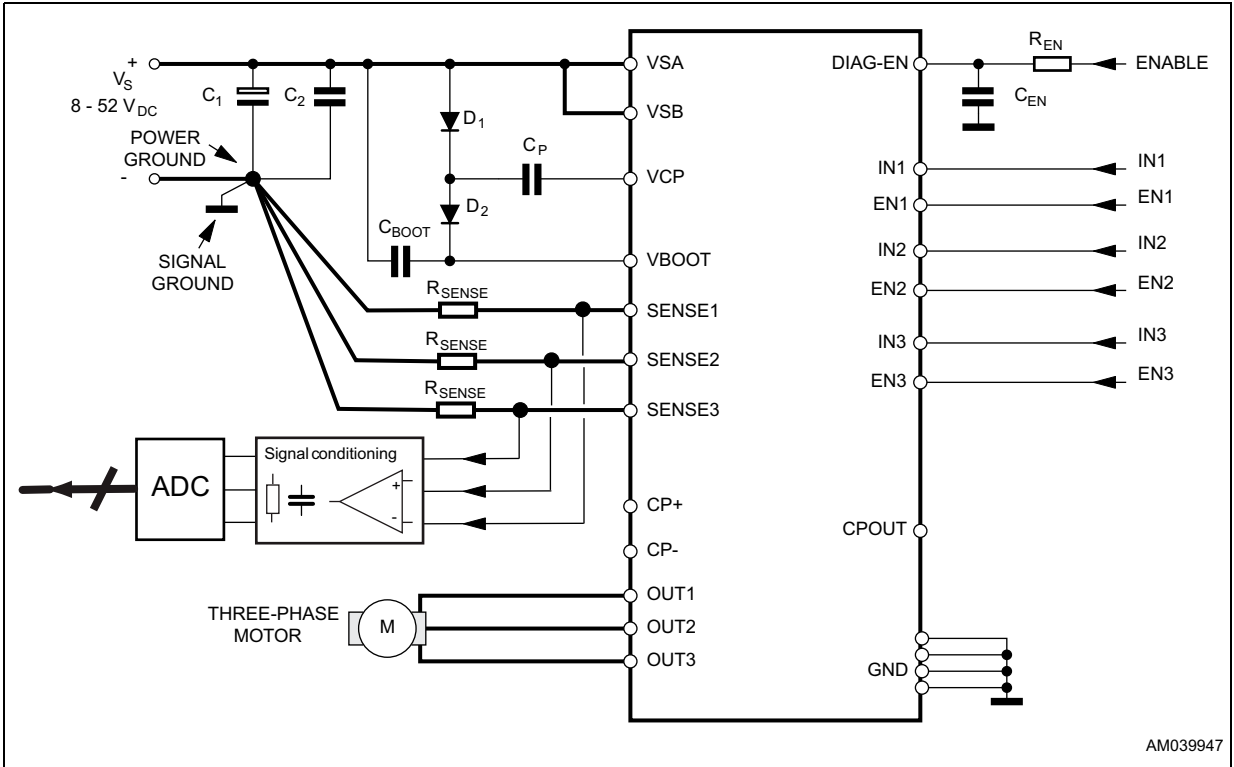 +
VS
8 - 52 VDC
C1
C2
POWER
GROUND
-
SIGNAL
GROUND
D1
CP
D2
CBOOT
RSENSE
RSENSE
RSENSE
Signal conditioning
+
-
ADC
THREE-PHASE
MOTOR
M
VSA
VSB
VCP
VBOOT
SENSE1
SENSE2
SENSE3
CP+
CP-
OUT1
OUT2
OUT3
DIAG-EN
IN1
EN1
IN2
EN2
IN3
EN3
CPOUT
GND
REN
ENABLE
CEN
IN1
EN1
IN2
EN2
IN3
EN3
AM039947